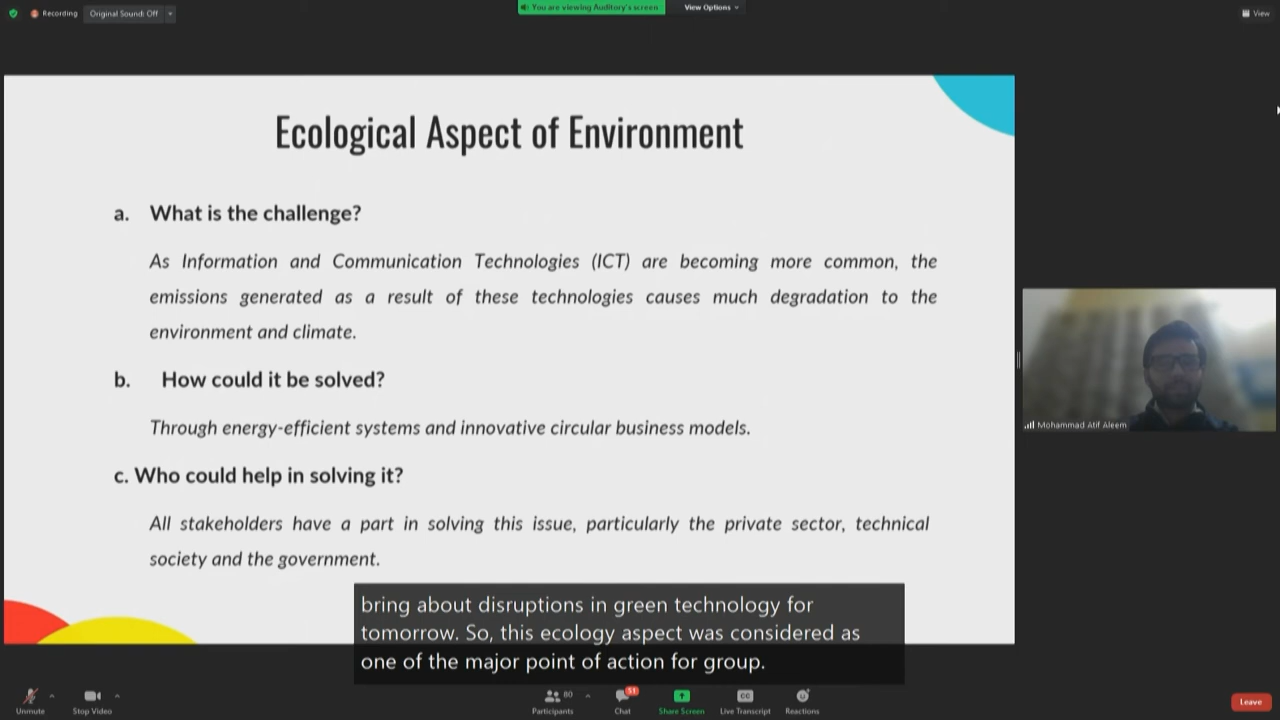 Recording
Original Sound: Off
You are viewing Auditory's screen
View Options
View
Ecological Aspect of Environment
a. What is the challenge?
As Information and Communication Technologies (ICT) are becoming more common, the
emissions generated as a result of these technologies causes much degradation to the
environment and climate.
b. How could it be solved?
Through energy-efficient systems and innovative circular business models.
c. Who could help in solving it?
All stakeholders have a part in solving this issue, particularly the private sector, technical
society and the government.
Mohammad Atif Aleem
bring about disruptions in green technology for
tomorrow. So, this ecology aspect was considered as
one of the major point of action for group.
Unmute
Stop Video
Participants
80
Chat
51
Share Screen
CC
Live Transcript
Reactions
Leave